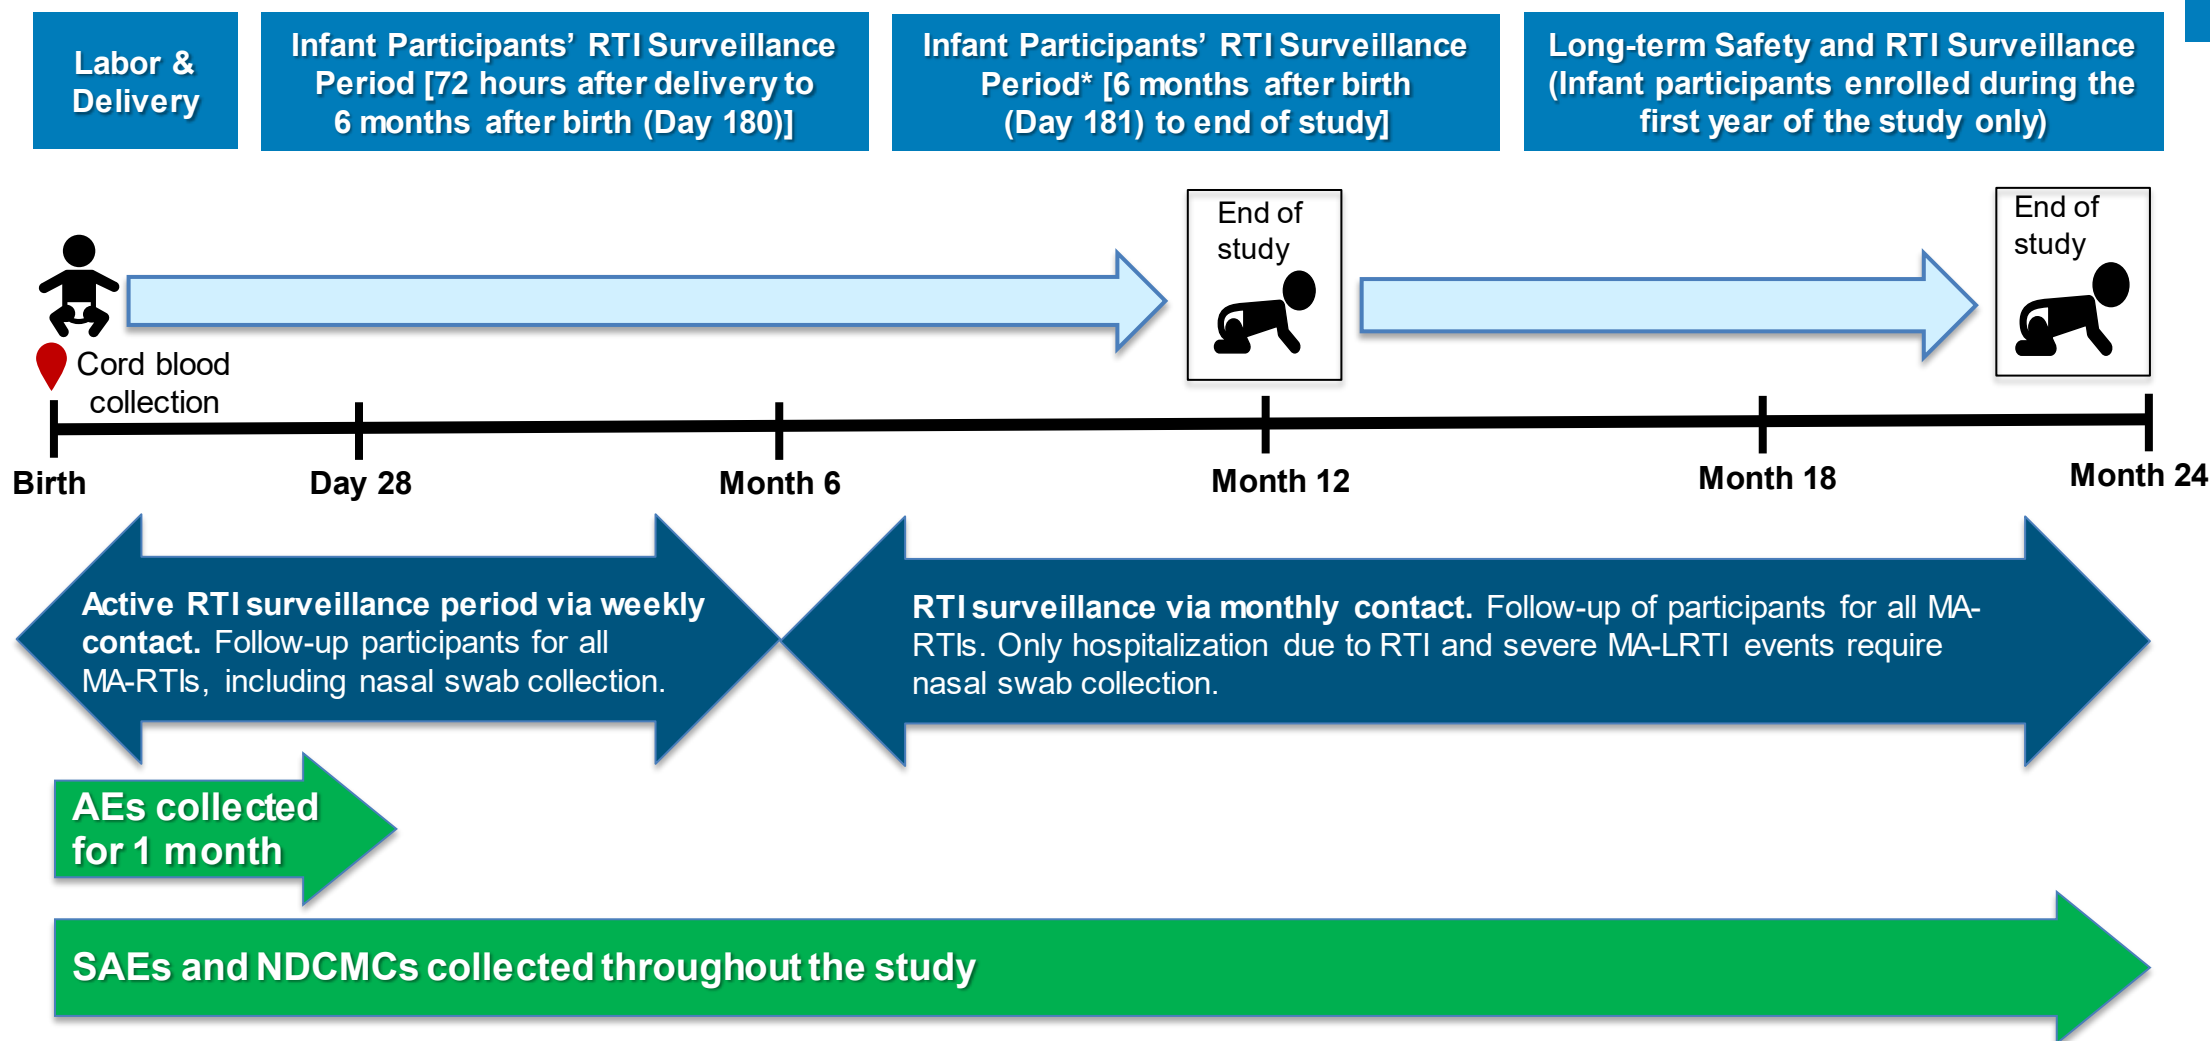 Labor &
Delivery
Infant Participants’ RTI Surveillance
Period [72 hours after delivery to
6 months after birth (Day 180)]
Infant Participants’ RTI Surveillance
Period* [6 months after birth
(Day 181) to end of study]
Long-term Safety and RTI Surveillance
(Infant participants enrolled during the
first year of the study only)
End of
study
End of
study
Cord blood
collection
Birth
Day 28
Month 6
Month 12
Month 18
Month 24
Active RTI surveillance period via weekly
contact. Follow-up participants for all
MA-RTIs, including nasal swab collection.
RTI surveillance via monthly contact. Follow-up of participants for all MA-
RTIs. Only hospitalization due to RTI and severe MA-LRTI events require
nasal swab collection.
AEs collected
for 1 month
SAEs and NDCMCs collected throughout the study